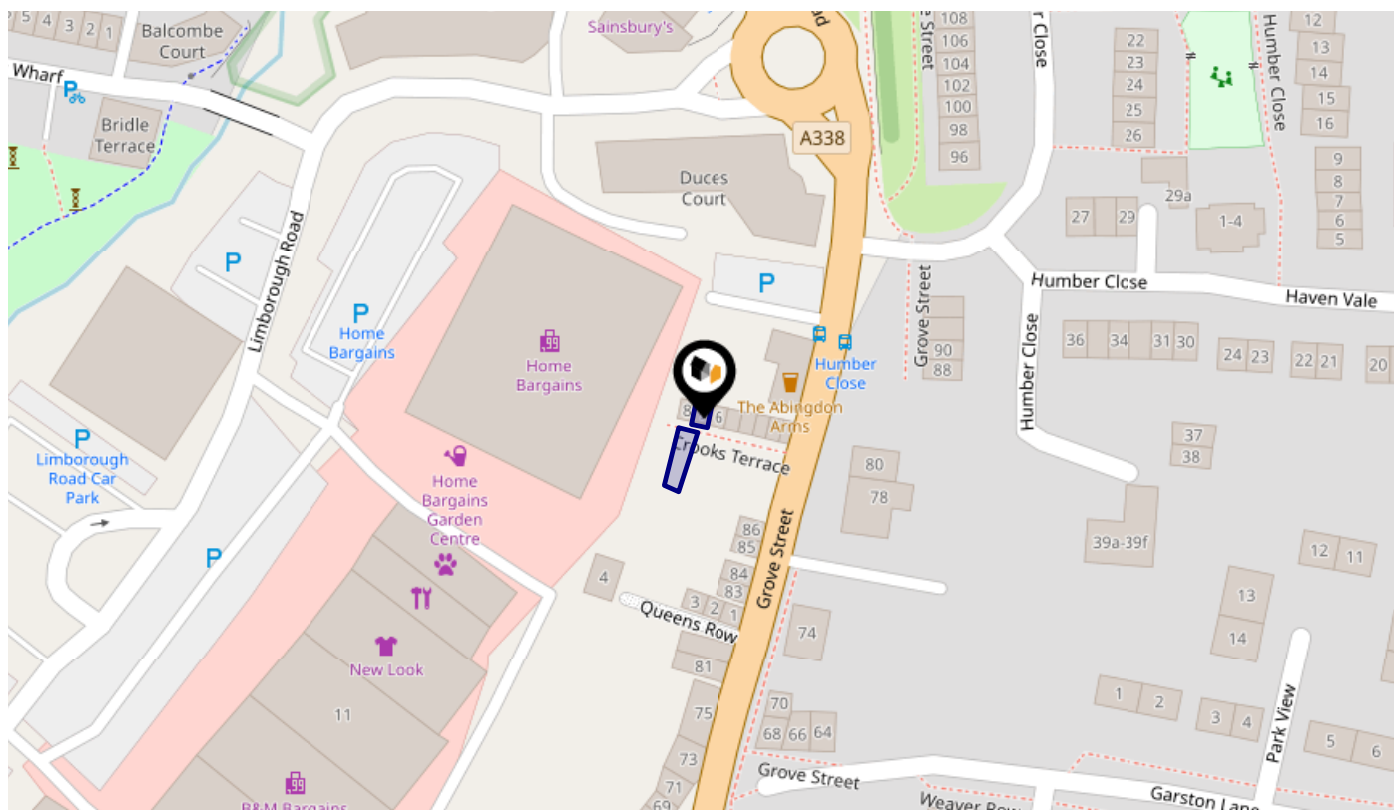 5 4 3 2 1
Balcombe
Court
Wharf
Bridle
Terrace
Sainsbury's
A338
108
106
104
102
100
98
96
r Close
22
23
24
25
26
Humber Close
12
13
14
15
16
9
8
7
6
5
29a
27
29
1-4
Duces
Court
P
P
P
Limborough Road
Home
Bargains
Home
Bargains
Humber Close
Haven Vale
Grove Street
90
88
36
34
31
30
24
23
22
21
20
Humber
Close
The Abingdon
Arms
8
6
Crooks Terrace
Humber Close
37
38
P
Limborough
Road Car
Park
Home
Bargains
Garden
Centre
80
78
86
85
84
83
39a-39f
12
11
P
4
3
2
1
Queens Row
Grove Street
74
13
14
81
New Look
11
75
73
71
69
70
68
66
64
1
2
3
4
5
6
Park View
Grove Street
Garston Lane
Weaver Row
B&M Bargains